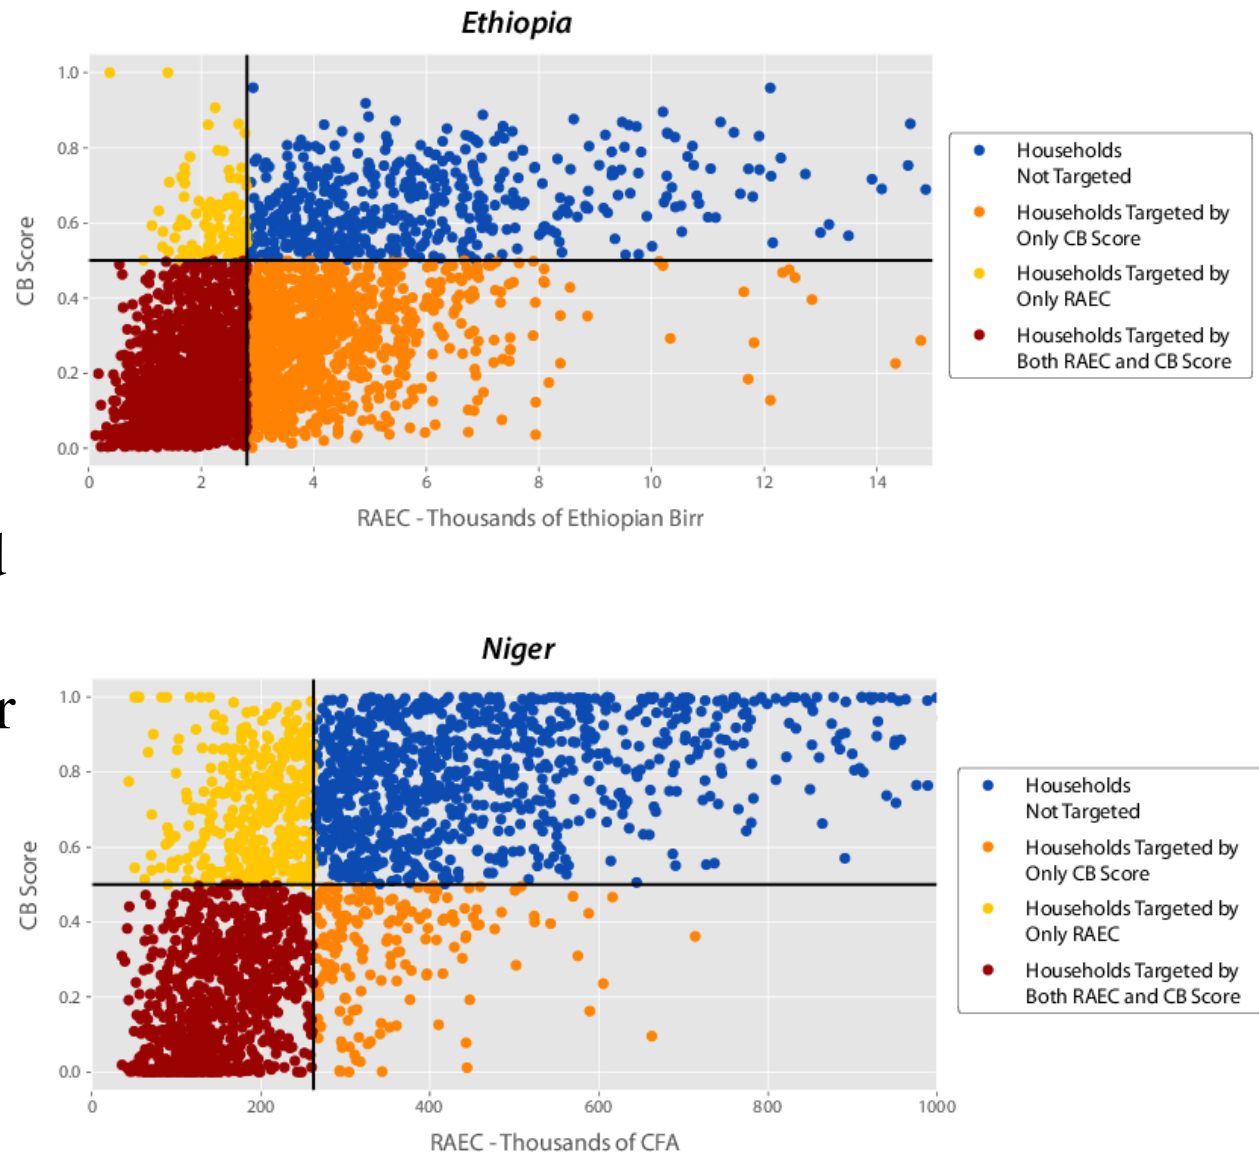 Ethiopia
1.0
0.8
0.6
0.4
0.2
0.0
CB Score
0 2 4 6 8 10 12 14
RAEC - Thousands of Ethiopian Birr
Households
Not Targeted
Households Targeted by
Only CB Score
Households Targeted by
Only RAEC
Households Targeted by
Both RAEC and CB Score
Niger
r
1.0
0.8
0.6
0.4
0.2
0.0
CB Score
0 200 400 600 800 1000
RAEC - Thousands of CFA
Households
Not Targeted
Households Targeted by
Only CB Score
Households Targeted by
Only RAEC
Households Targeted by
Both RAEC and CB Score